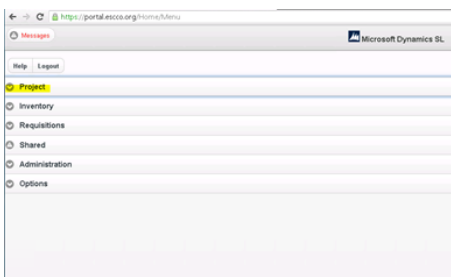 https://portal.escco.org/Home/Menu
Messages
Microsoft Dynamics SL
Help Logout
Project
Inventory
Requisitions
Shared
Administration
Options